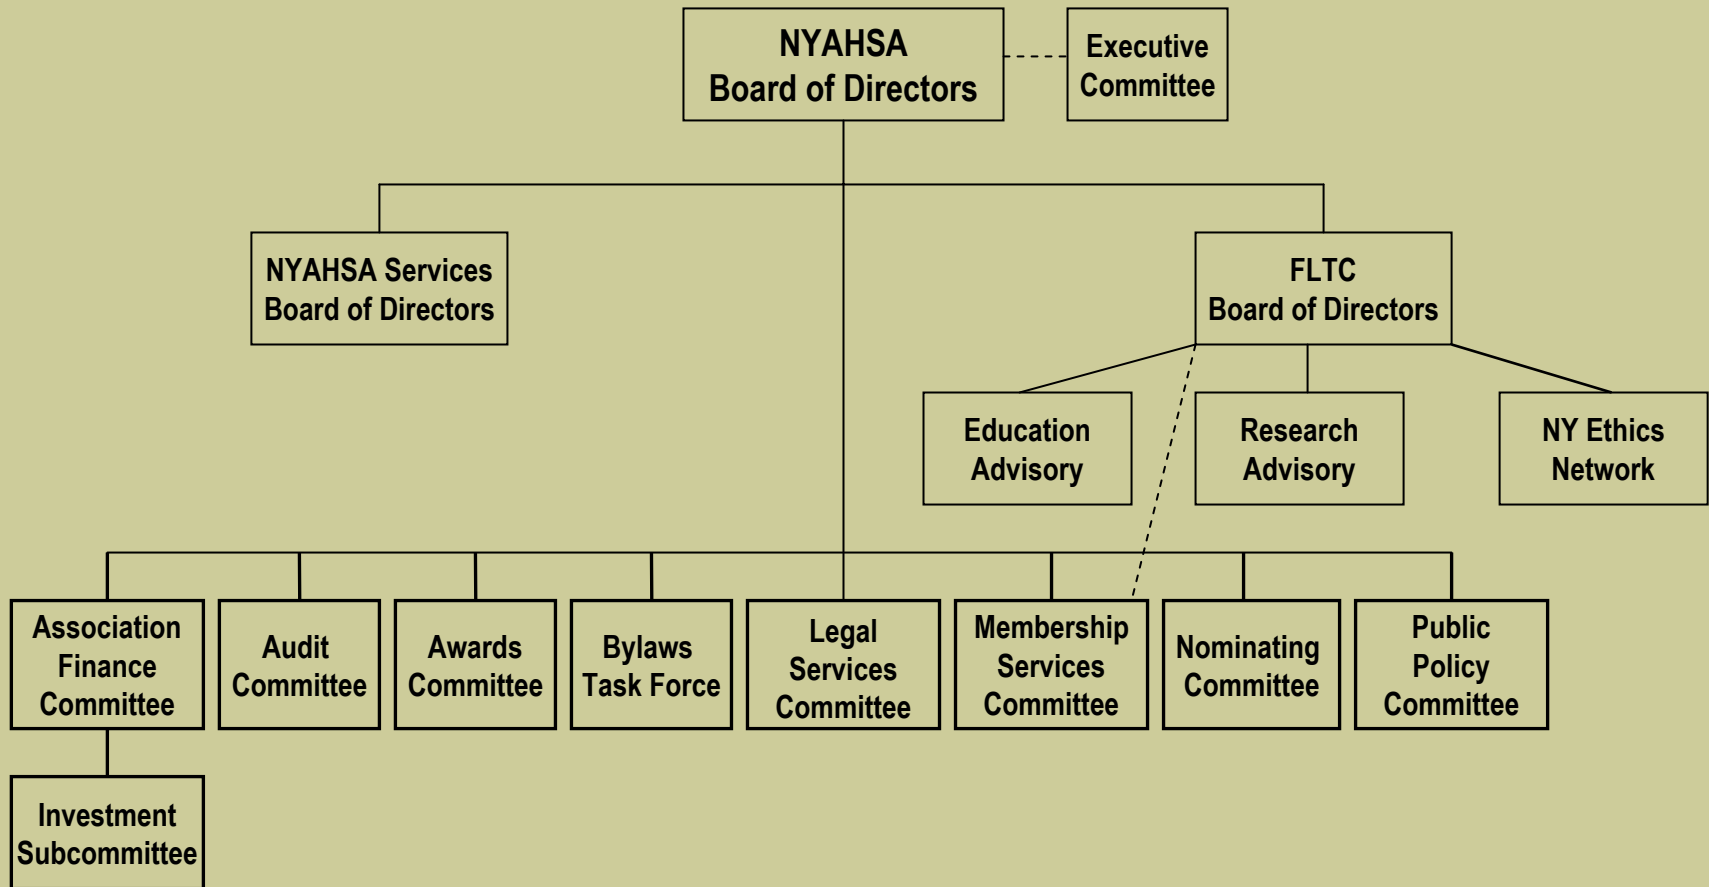 NYAHSA
Board of Directors
Executive
Committee
NYAHSA Services
Board of Directors
FLTC
Board of Directors
Education
Advisory
Research
Advisory
NY Ethics
Network
Association
Finance
Committee
Audit
Committee
Awards
Committee
Bylaws
Task Force
Legal
Services
Committee
Membership
Services
Committee
Nominating
Committee
Public
Policy
Committee
Investment
Subcommittee